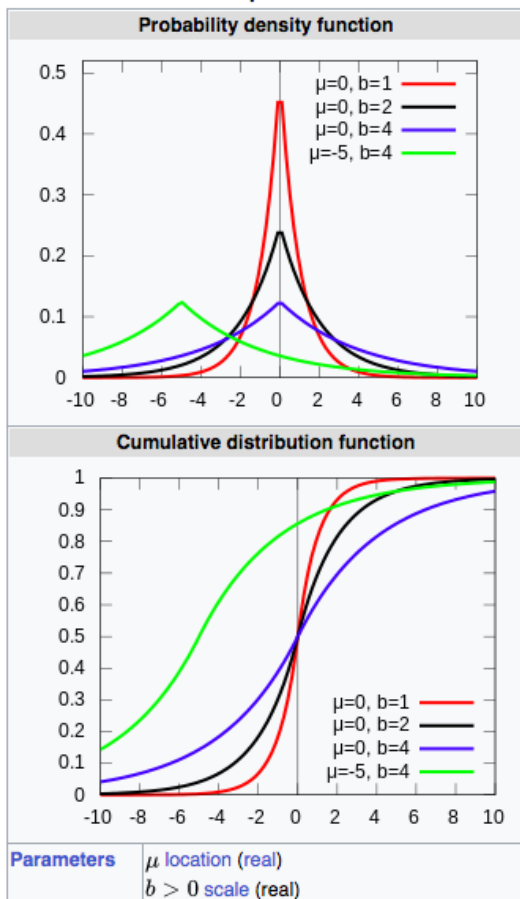 Probability density function
0.5
0.4
0.3
0.2
0.1
0
μ=0, b=1
μ=0, b=2
μ=0, b=4
μ=-5, b=4
-10 -8 -6 -4 -2 0 2 4 6 8 10
Cumulative distribution function
1
0.9
0.8
0.7
0.6
0.5
0.4
0.3
0.2
0.1
0
μ=0, b=1
μ=0, b=2
μ=0, b=4
μ=-5, b=4
-10 -8 -6 -4 -2 0 2 4 6 8 10
Parameters μ location (real)
b > 0 scale (real)